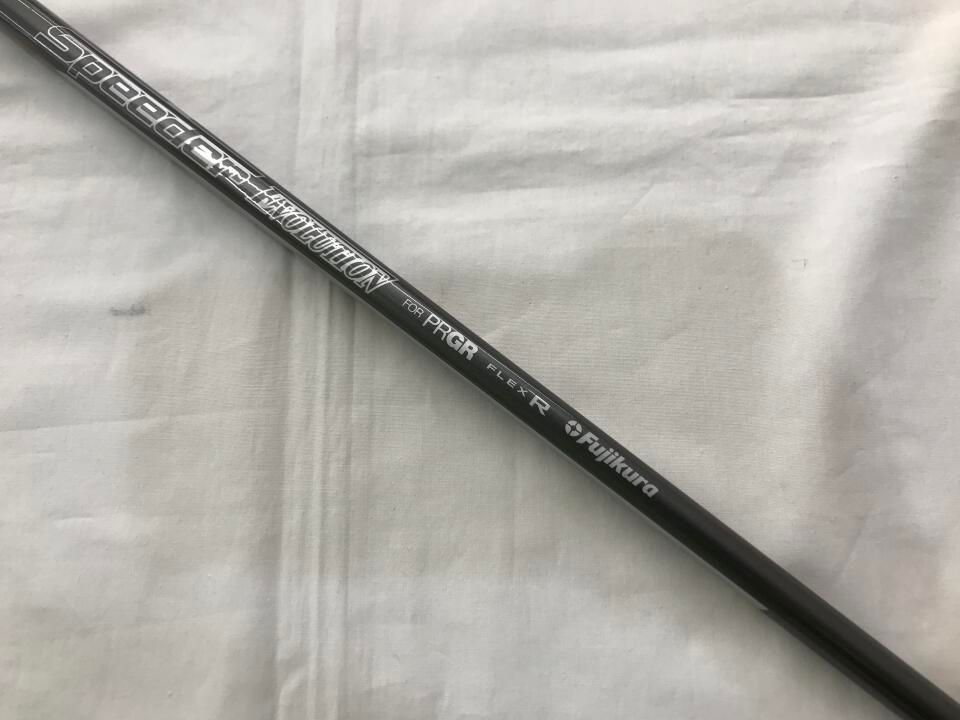 Speeder EVOLUTION FOR PRGR FLEX R Fujikura